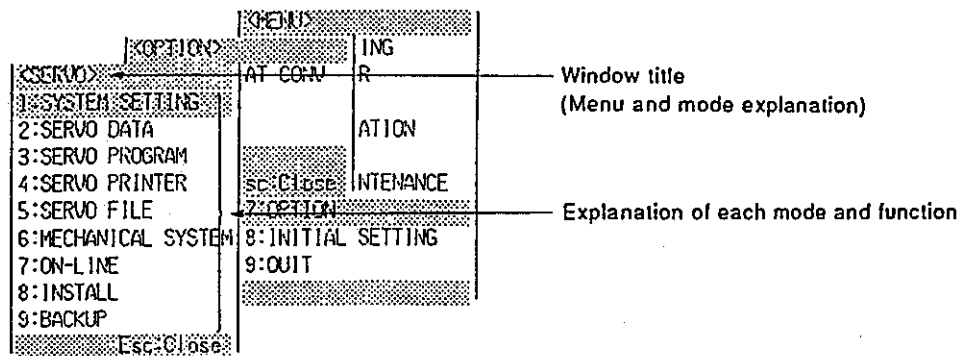 <MENU>
<OPTION>
ING
<SERVO>
AT CONV
R
Window title
(Menu and mode explanation)
1:SYSTEM SETTING
2:SERVO DATA
ATION
3:SERVO PROGRAM
4:SERVO PRINTER
sc:Close
NTENANCE
5:SERVO FILE
7:OPTION
Explanation of each mode and function
6:MECHANICAL SYSTEM
8:INITIAL SETTING
7:ON-LINE
9:QUIT
8:INSTALL
9:BACKUP
Esc:Close